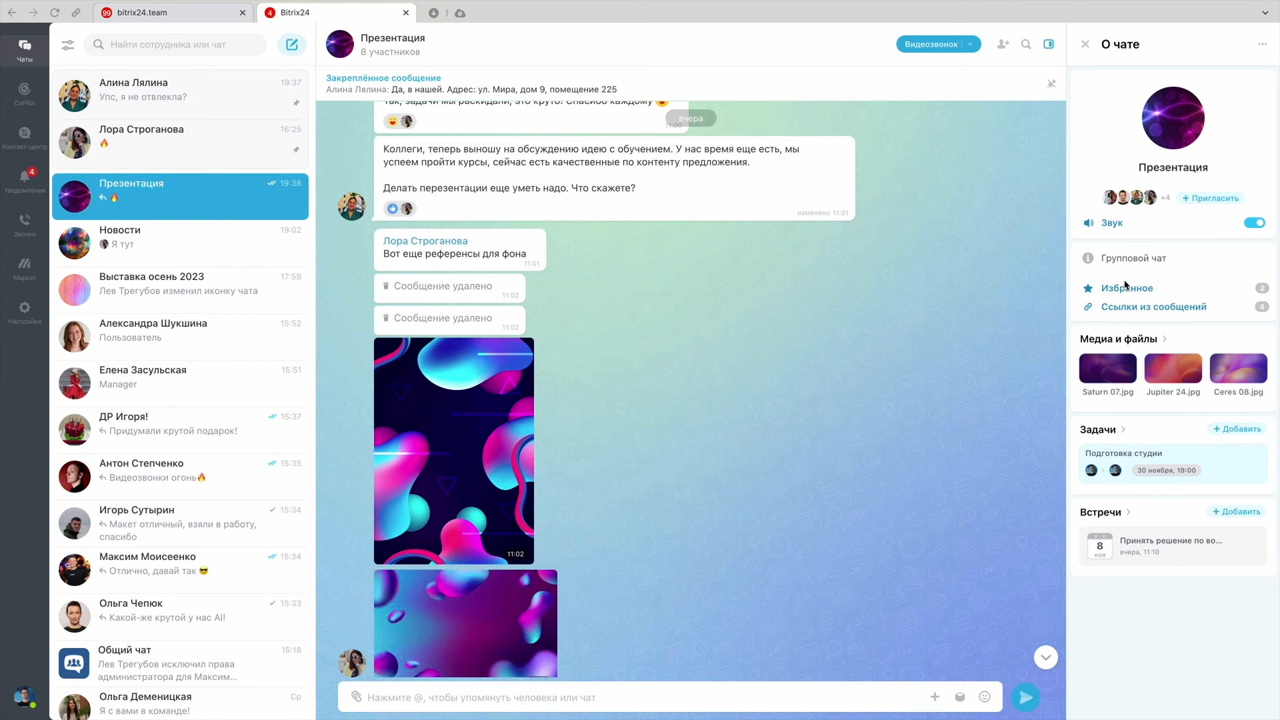 99
bitrix24.team
4
Bitrix24
Чаты
CoPilot
Контакт-центр
4
Уведомления
Звонки
Маркет
Настройки
Найти сотрудника или чат
Алина Лялина
19:37
Упс, я не отвлекла?
Лора Строганова
16:25
🔥
Презентация
19:38
🔥
Новости
19:02
Я тут
Выставка осень 2023
17:59
Лев Трегубов изменил иконку чата
Александра Шукшина
15:52
Пользователь
Елена Засульская
15:51
Manager
ДР Игоря!
15:37
Придумали крутой подарок!
Антон Степченко
15:35
Видеозвонки огонь🔥
Игорь Сутырин
15:34
Макет отличный, взяли в работу,
спасибо
Максим Моисеенко
15:34
Отлично, давай так 😎
Ольга Чепюк
15:33
Какой-же крутой у нас AI!
Общий чат
15:18
Лев Трегубов исключил права
администратора для Максим...
Ольга Деменицкая
Ср
Я с вами в команде!
Презентация
8 участников
Видеозвонок
Закреплённое сообщение
Алина Лялина: Да, в нашей. Адрес: ул. Мира, дом 9, помещение 225
Так, задачи мы раскидали, это круто! Спасибо каждому
вчера
Коллеги, теперь выношу на обсуждению идею с обучением. У нас время еще есть, мы
успеем пройти курсы, сейчас есть качественные по контенту предложения.
Делать перезентации еще уметь надо. Что скажете?
изменена 11:01
Лора Строганова
Вот еще референсы для фона
11:01
Сообщение удалено
11:02
Сообщение удалено
11:02
11:02
Нажмите @, чтобы упомянуть человека или чат
О чате
Презентация
+4
+ Пригласить
Звук
Групповой чат
Избранное
2
Ссылки из сообщений
4
Медиа и файлы
Saturn 07.jpg
Jupiter 24.jpg
Ceres 08.jpg
Задачи
+ Добавить
Подготовка студии
30 ноября, 19:00
Встречи
+ Добавить
8
ноя
Принять решение по во...
вчера, 11:10